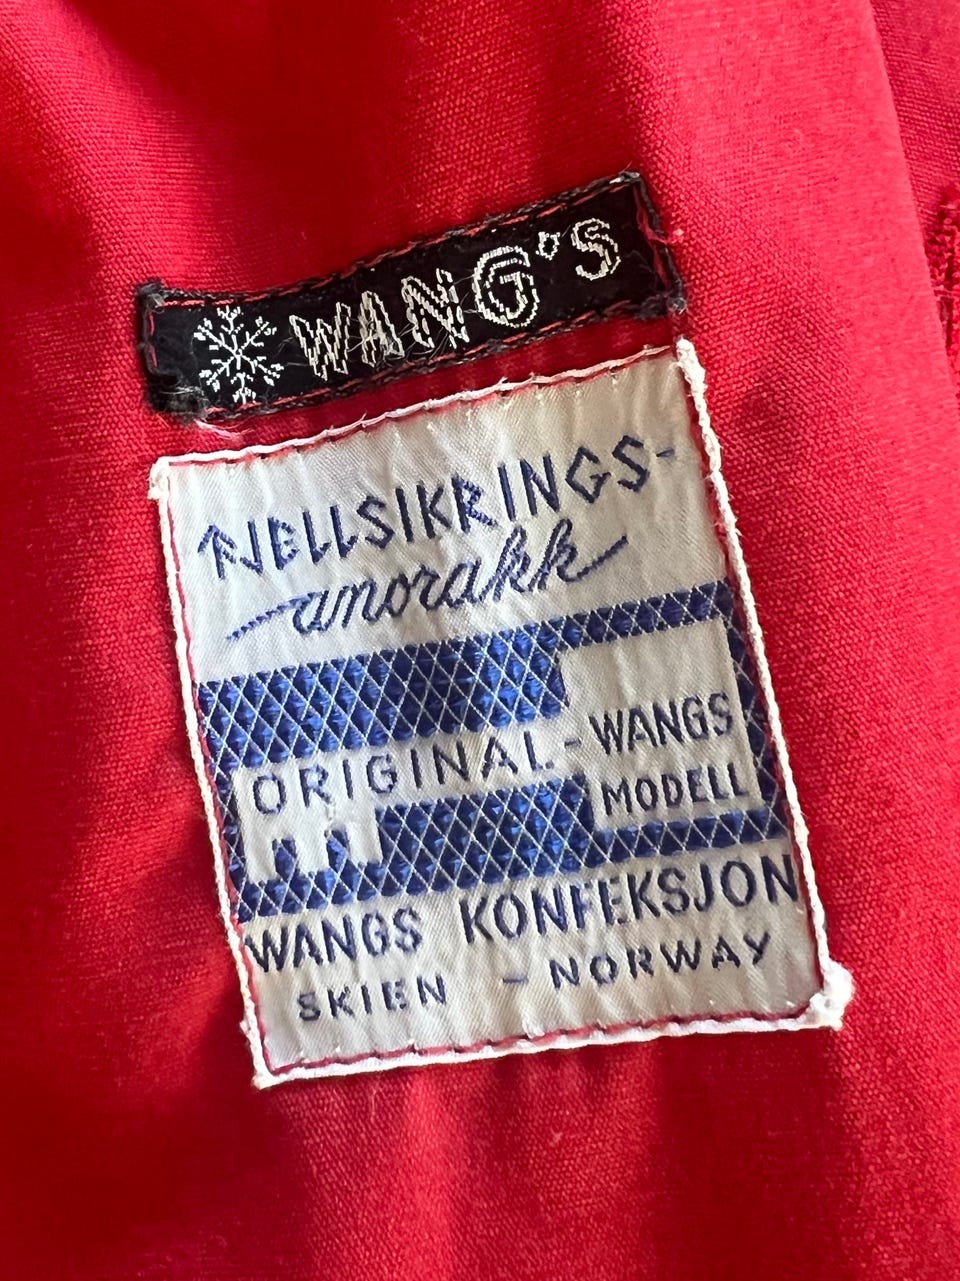 WANG'S
FJELLSIKRINGS-
anorakk
ORIGINAL - WANGS
MODELL
WANGS KONFEKSJON
SKIEN - NORWAY